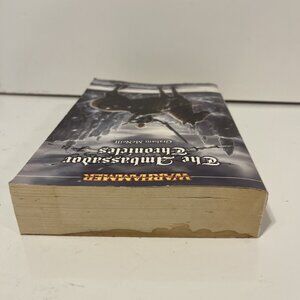 WARHAMMER
The Ambassador
Chronicles
Graham McNeill